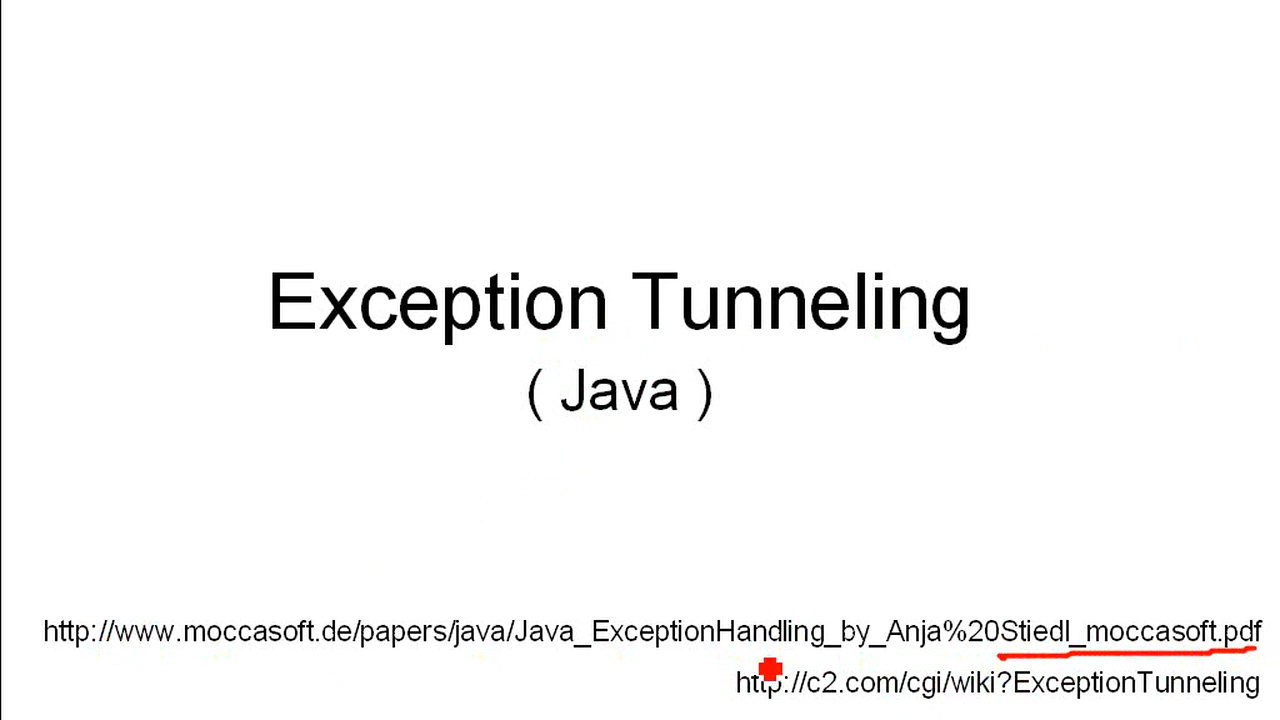 Exception Tunneling
( Java )
http://www.moccasoft.de/papers/java/Java_ExceptionHandling_by_Anja%20Stiedl_moccasoft.pdf
http://c2.com/cgi/wiki?ExceptionTunneling